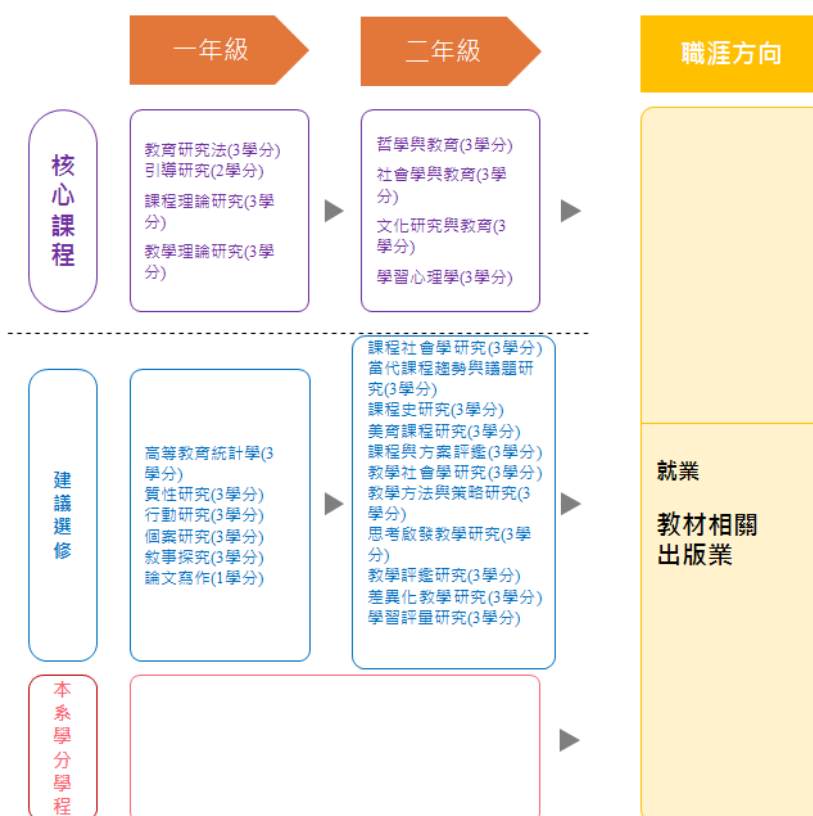 一年級
二年級
職涯方向
核心課程
教育研究法(3學分)
引導研究(2學分)
課程理論研究(3學
分)
教學理論研究(3學
分)
哲學與教育(3學分)
社會學與教育(3學
分)
文化研究與教育(3
學分)
學習心理學(3學分)
建議選修
高等教育統計學(3
學分)
質性研究(3學分)
行動研究(3學分)
個案研究(3學分)
敘事探究(3學分)
論文寫作(1學分)
課程社會學研究(3學分)
當代課程趨勢與議題研
究(3學分)
課程史研究(3學分)
美育課程研究(3學分)
課程與方案評鑑(3學分)
教學社會學研究(3學分)
教學方法與策略研究(3
學分)
思考啟發教學研究(3學
分)
教學評鑑研究(3學分)
差異化教學研究(3學分)
學習評量研究(3學分)
就業
教材相關
出版業
本系學分學程